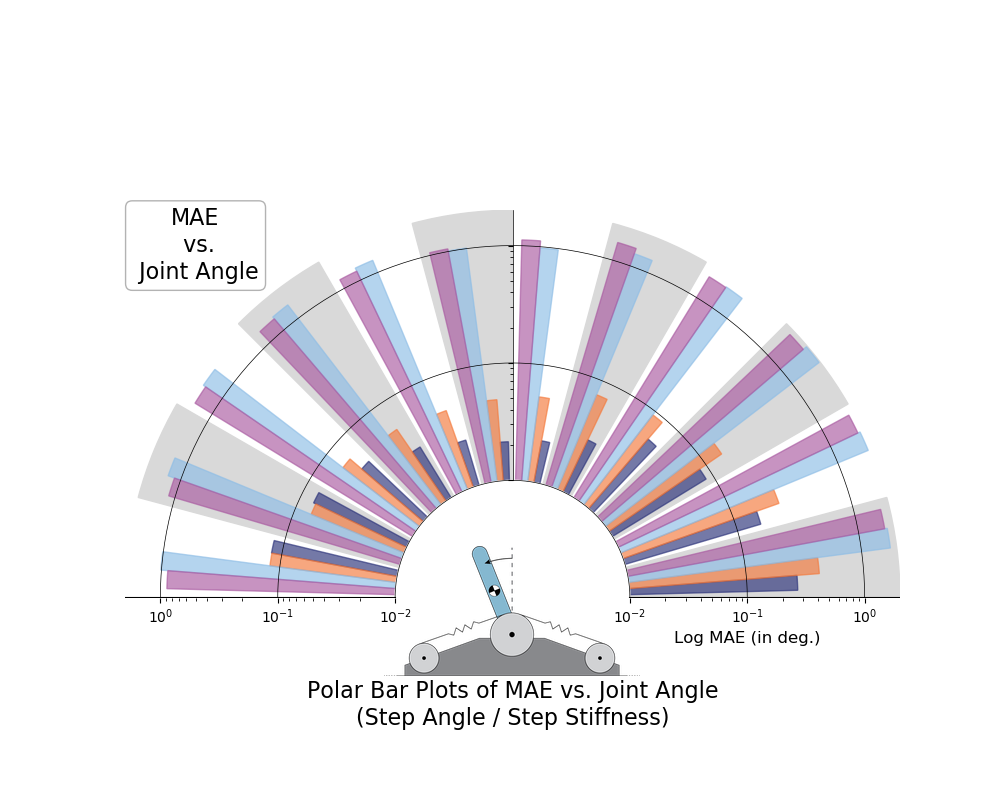 MAE
vs.
Joint Angle
10⁰ 10⁻¹ 10⁻² 10⁻² 10⁻¹ 10⁰
Log MAE (in deg.)
Polar Bar Plots of MAE vs. Joint Angle
(Step Angle / Step Stiffness)